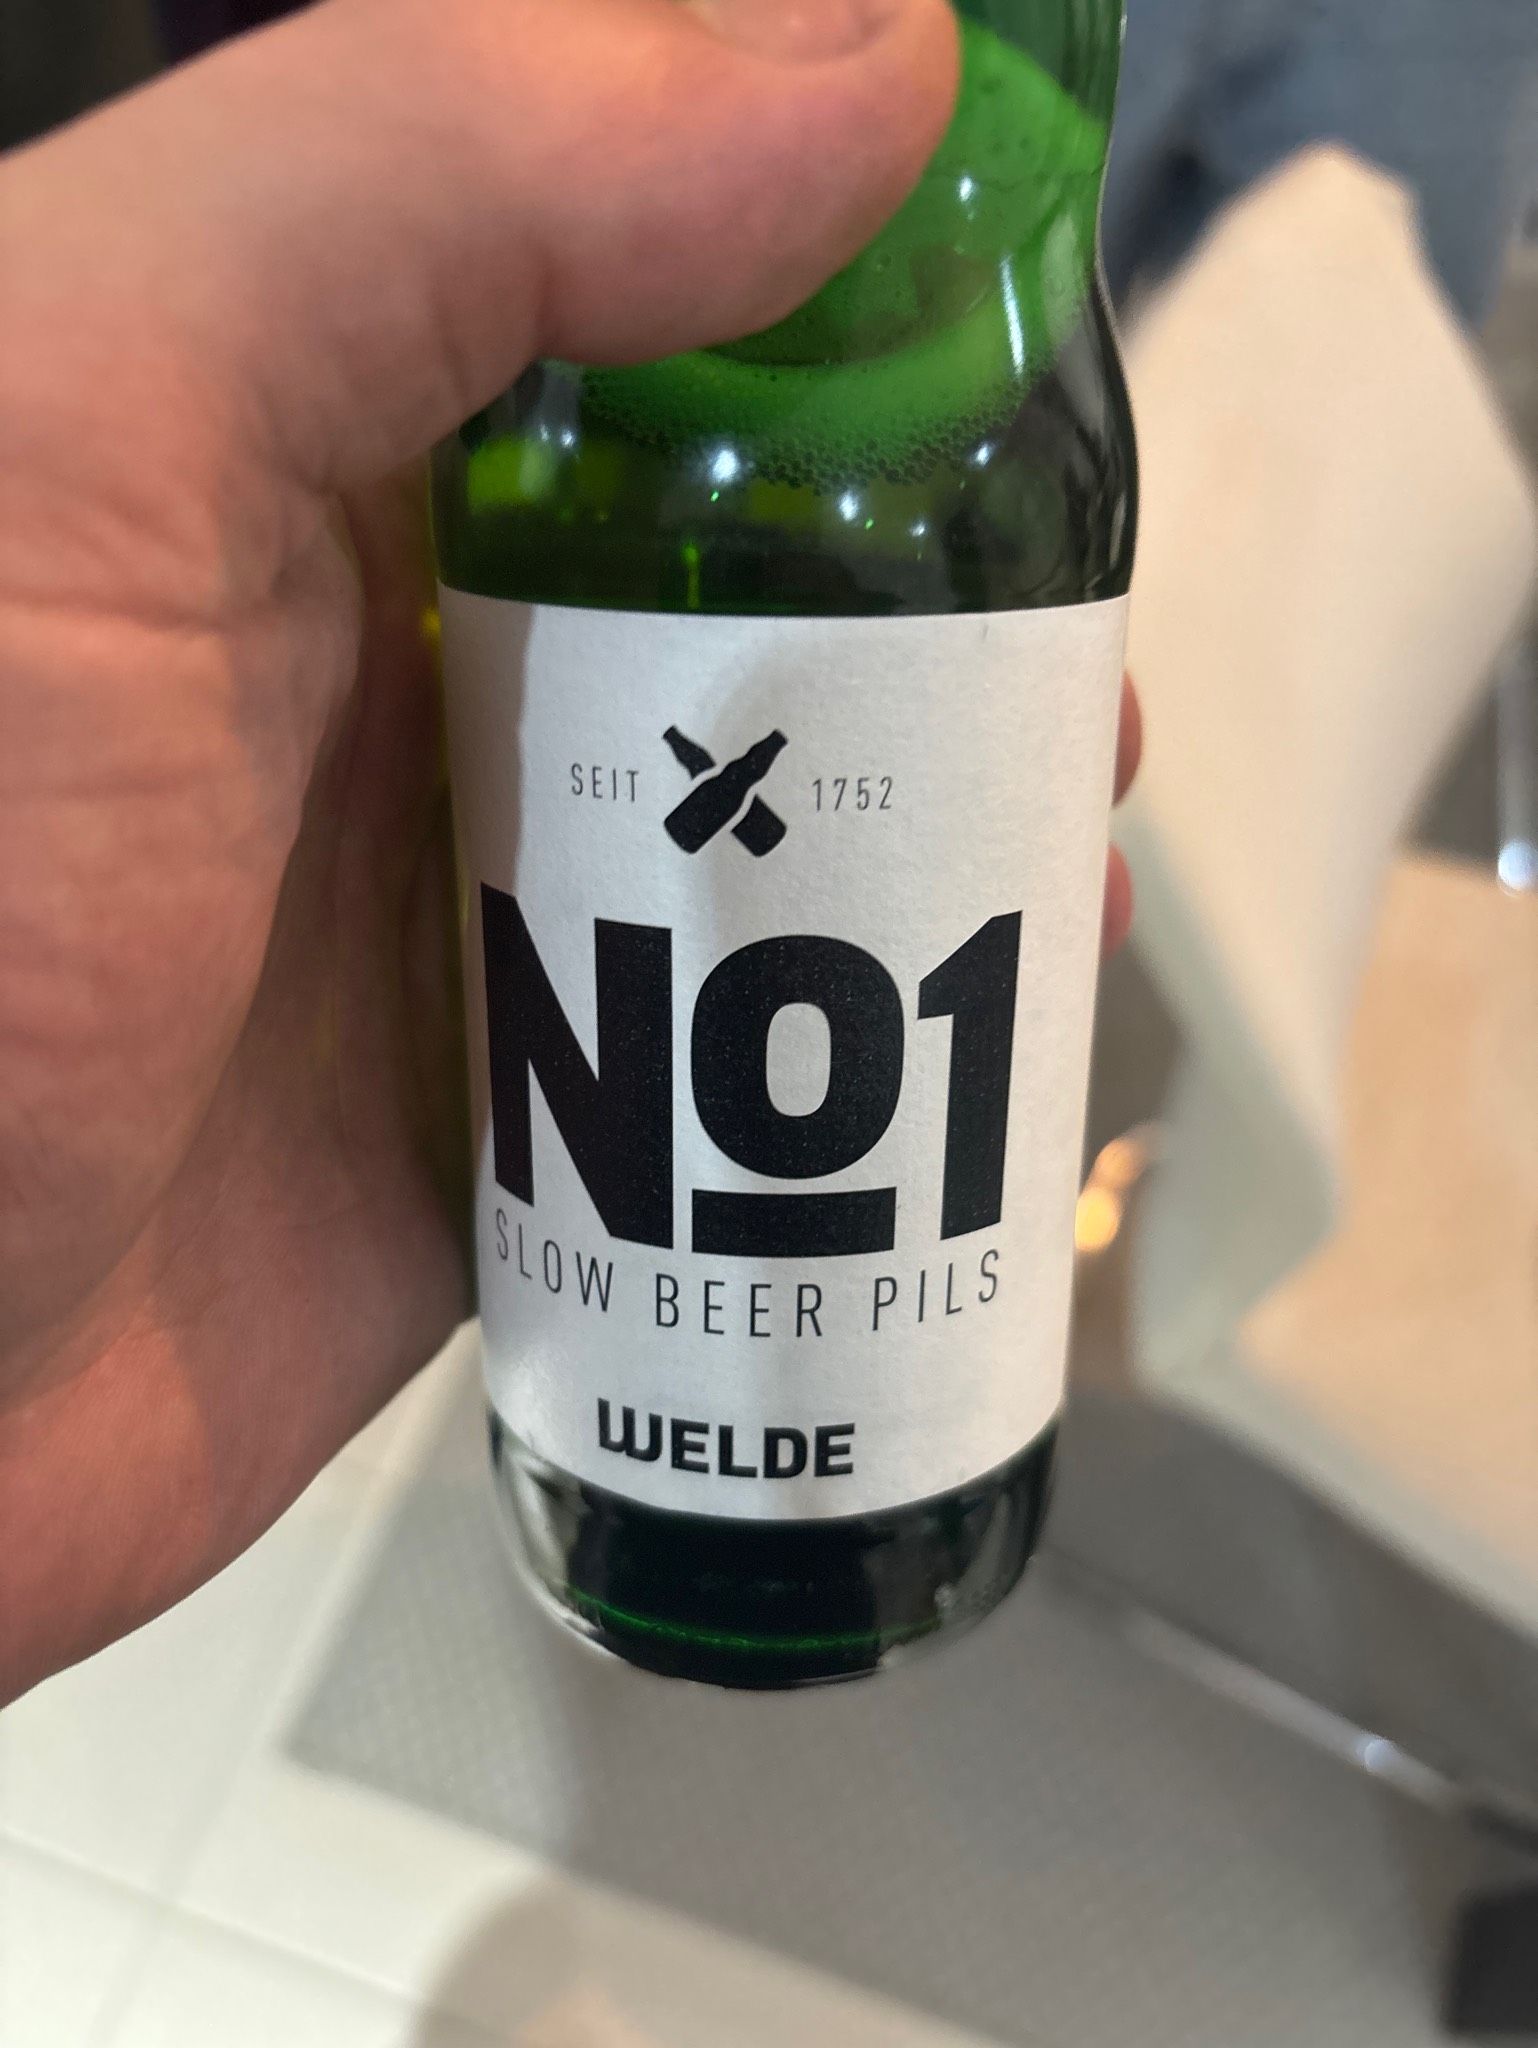 SEIT 1752
No1
SLOW BEER PILS
WELDE